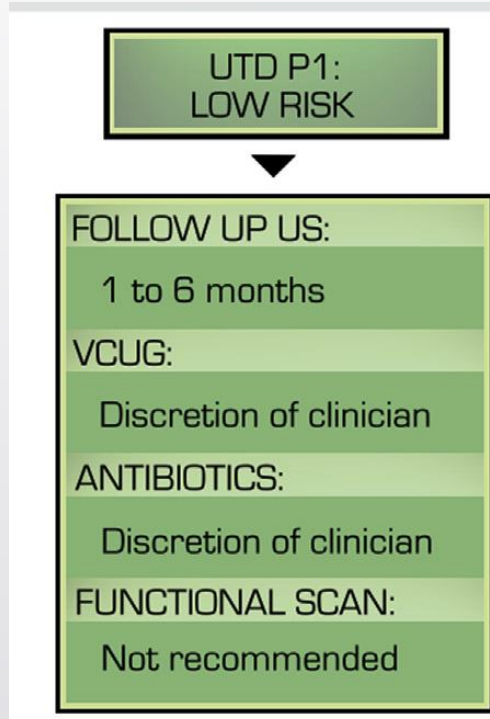 UTD P1:
LOW RISK
FOLLOW UP US:
1 to 6 months
VCUG:
Discretion of clinician
ANTIBIOTICS:
Discretion of clinician
FUNCTIONAL SCAN:
Not recommended